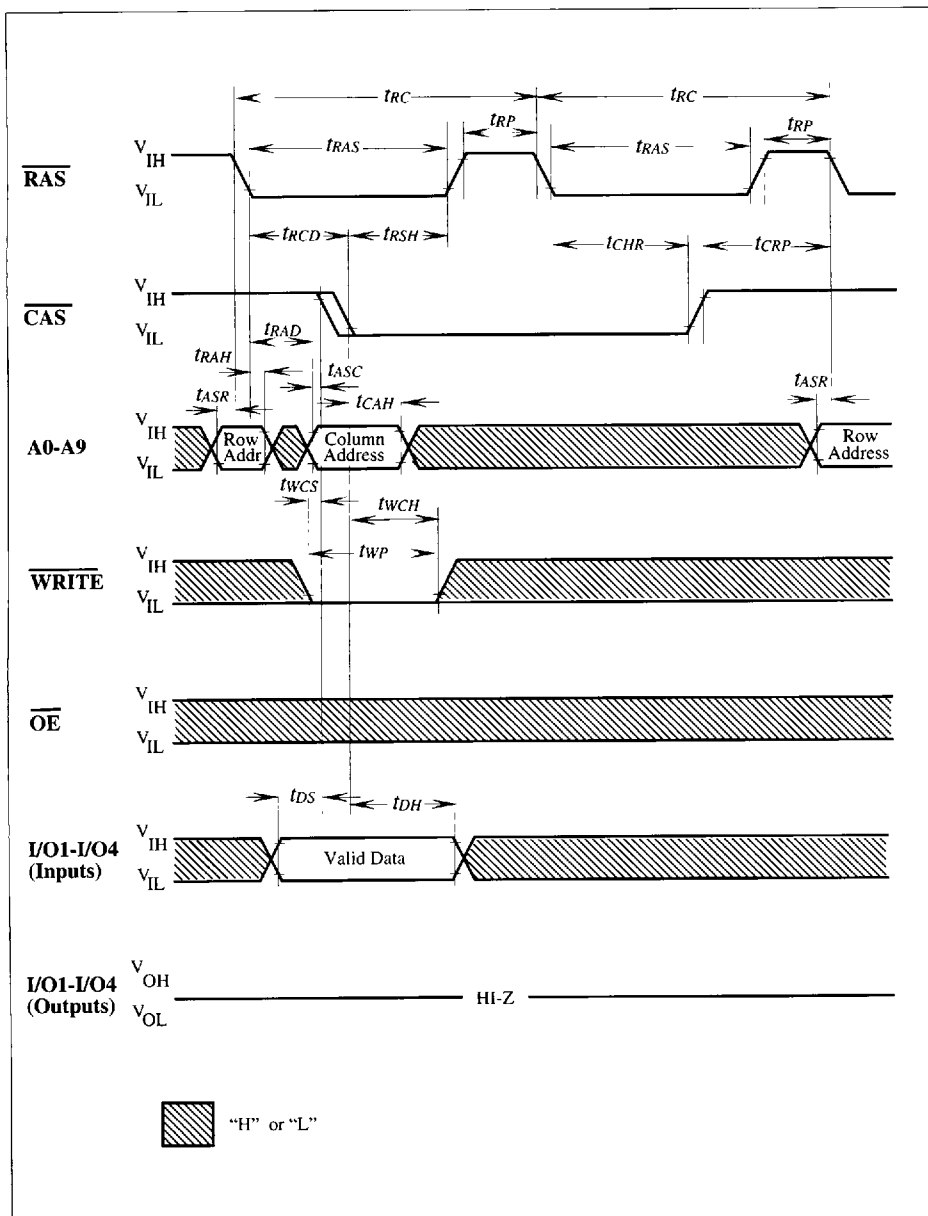 tRC tRC
tRP tRP
tRAS tRAS
RAS VIH
VIL
tRCD tRSH tCHR tCRP
CAS VIH
VIL
tRAD
tRAH tASC
tASR tCAH tASR
A0-A9 VIH
VIL
Row Addr
Column Address
Row Address
tWCS tWCH
tWP
WRITE VIH
VIL
OE VIH
VIL
tDS tDH
I/O1-I/O4 (Inputs) VIH
VIL
Valid Data
I/O1-I/O4 (Outputs) VOH
VOL
HI-Z
“H” or “L”